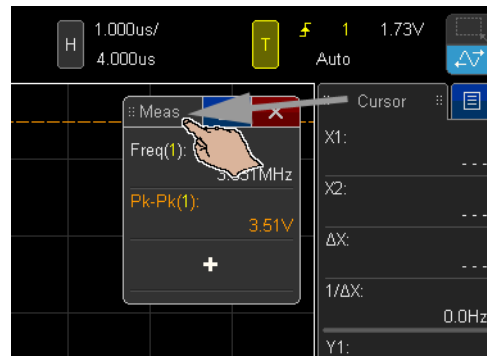 H
1.000us/
4.000us
T
1
1.73V
Auto
Meas
Cursor
Freq(1):
MHz
Pk-Pk(1):
3.51V
+
X1:
---
X2:
---
ΔX:
---
1/ΔX:
0.0Hz
Y1: